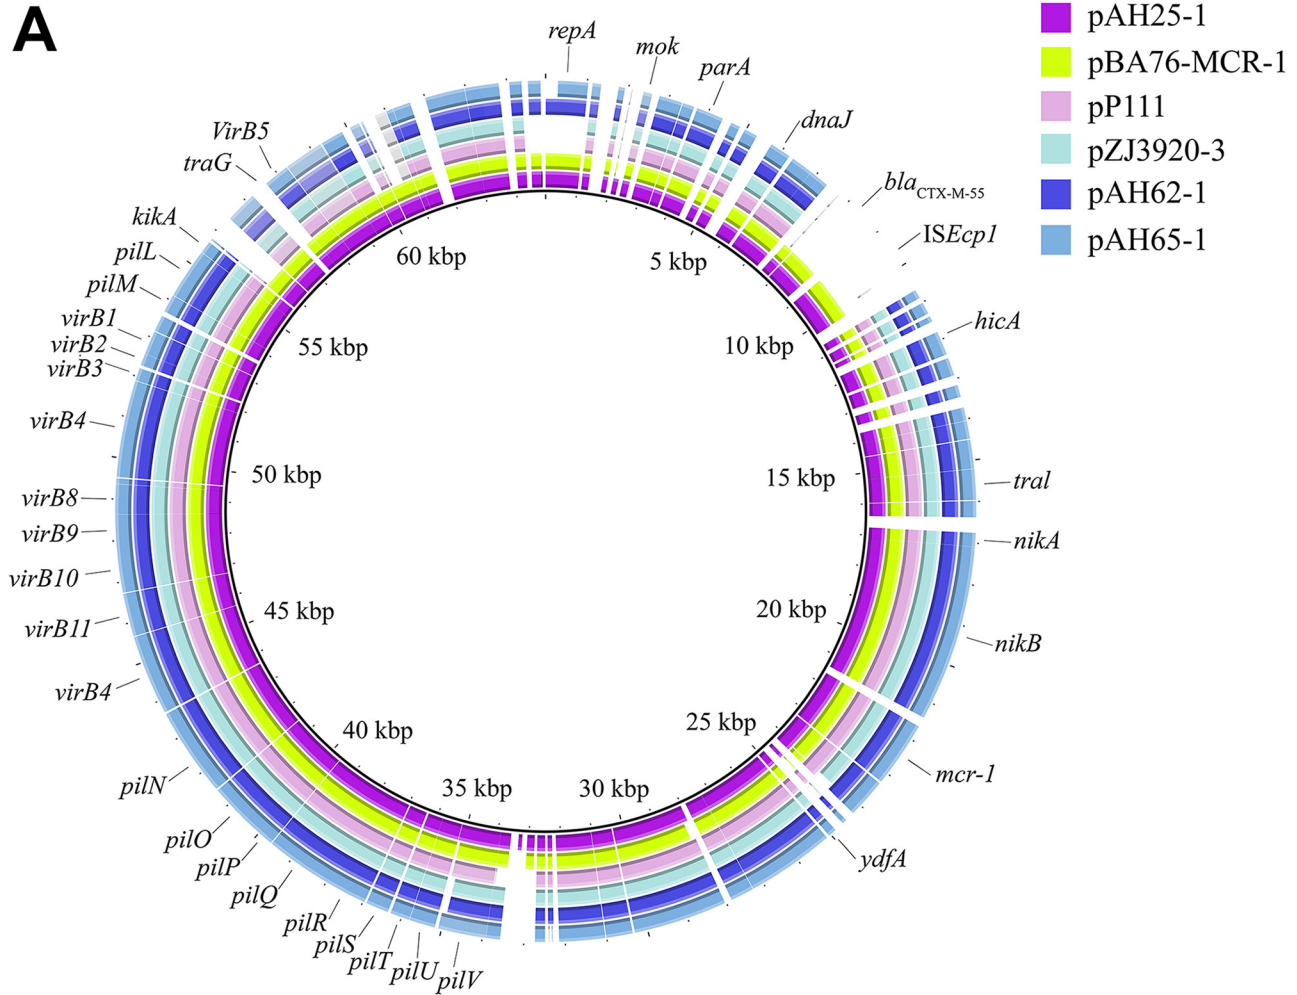 A
pAH25-1
pBA76-MCR-1
pP111
pZJ3920-3
pAH62-1
pAH65-1
repA
mok
parA
dnaJ
blaCTX-M-55
ISEcp1
hicA
traI
nikA
nikB
mcr-1
ydfA
pilV
pilU
pilT
pilS
pilR
pilQ
pilP
pilO
pilN
virB4
virB11
virB10
virB9
virB8
virB4
virB3
virB2
virB1
pilM
pilL
kikA
traG
VirB5
5 kbp
10 kbp
15 kbp
20 kbp
25 kbp
30 kbp
35 kbp
40 kbp
45 kbp
50 kbp
55 kbp
60 kbp